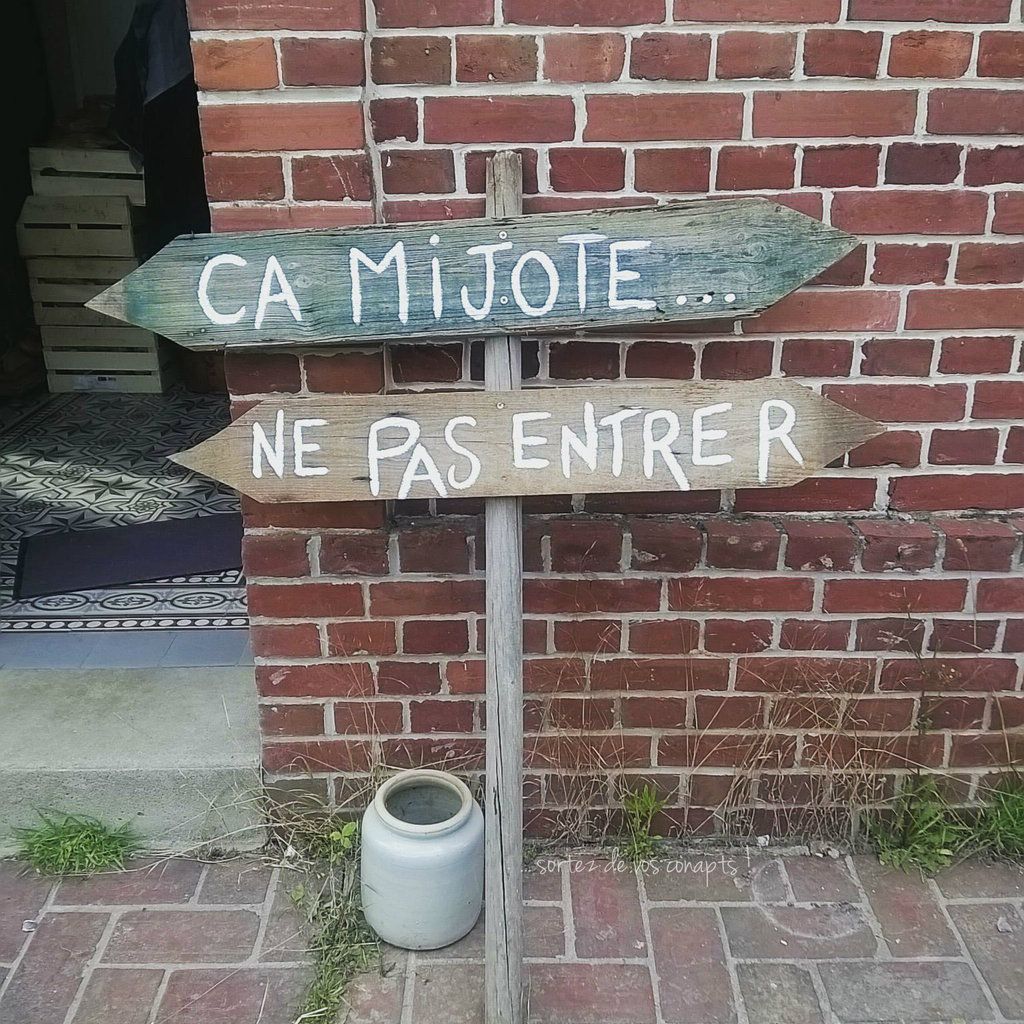 CA MIJOTE...
NE PAS ENTRER
sortez de vos conapts !